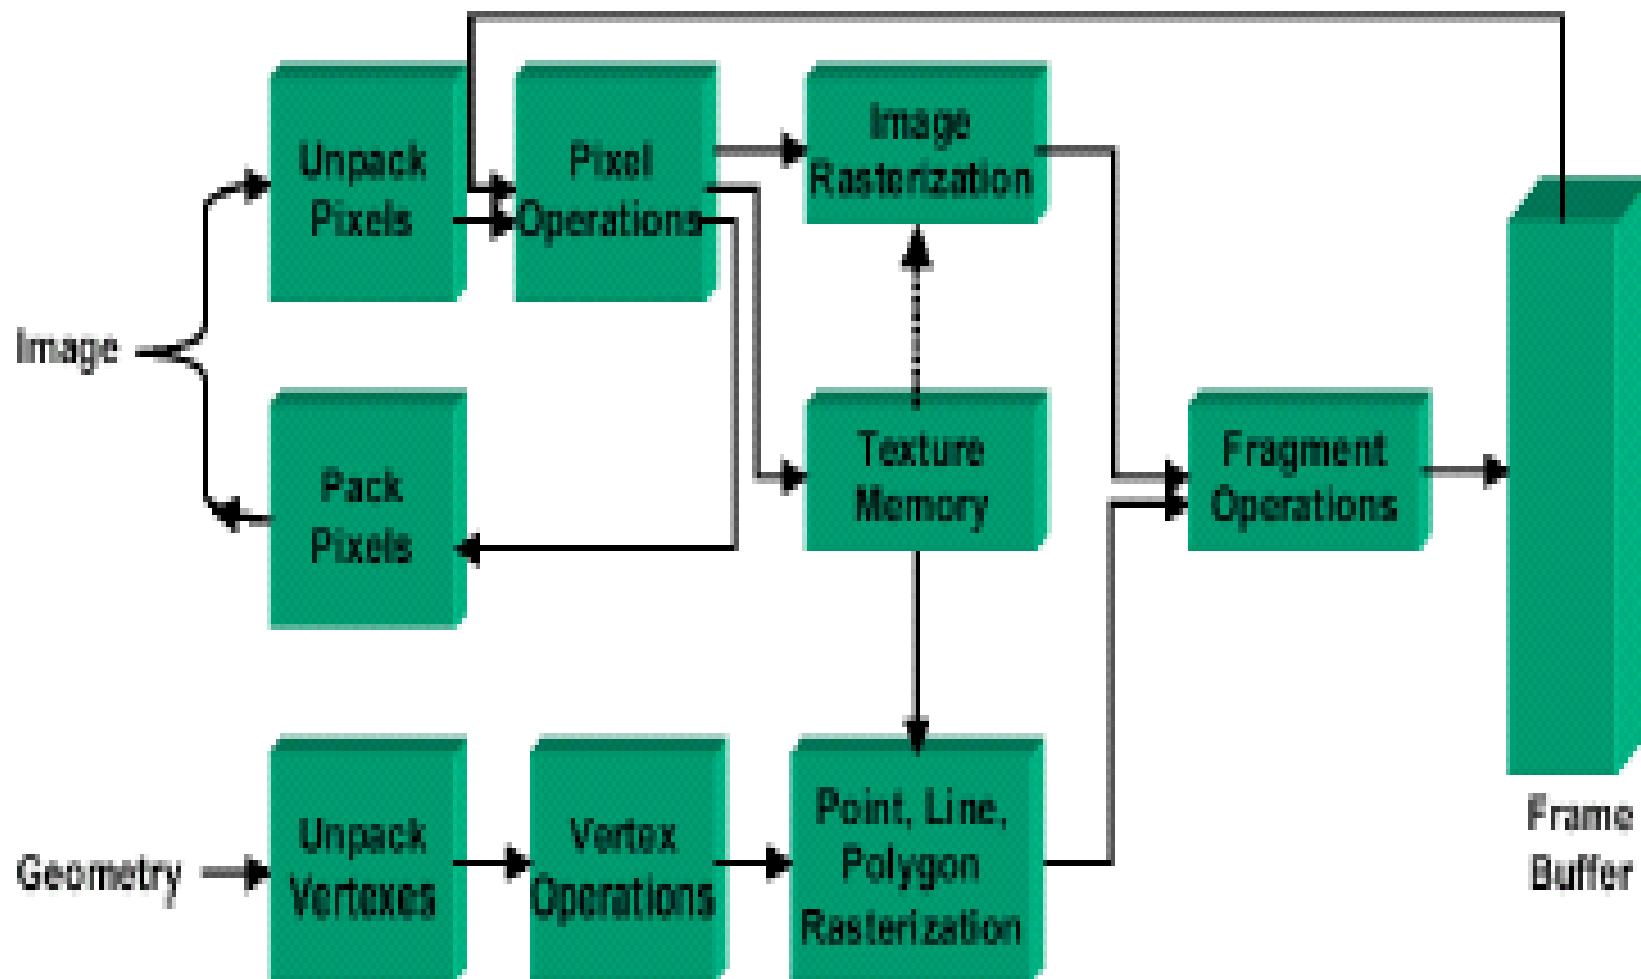 Unpack
Pixels
Pixel
Operations
Image
Rasterization
Image
Pack
Pixels
Texture
Memory
Fragment
Operations
Frame
Buffer
Geometry
Unpack
Vertexes
Vertex
Operations
Point, Line,
Polygon
Rasterization